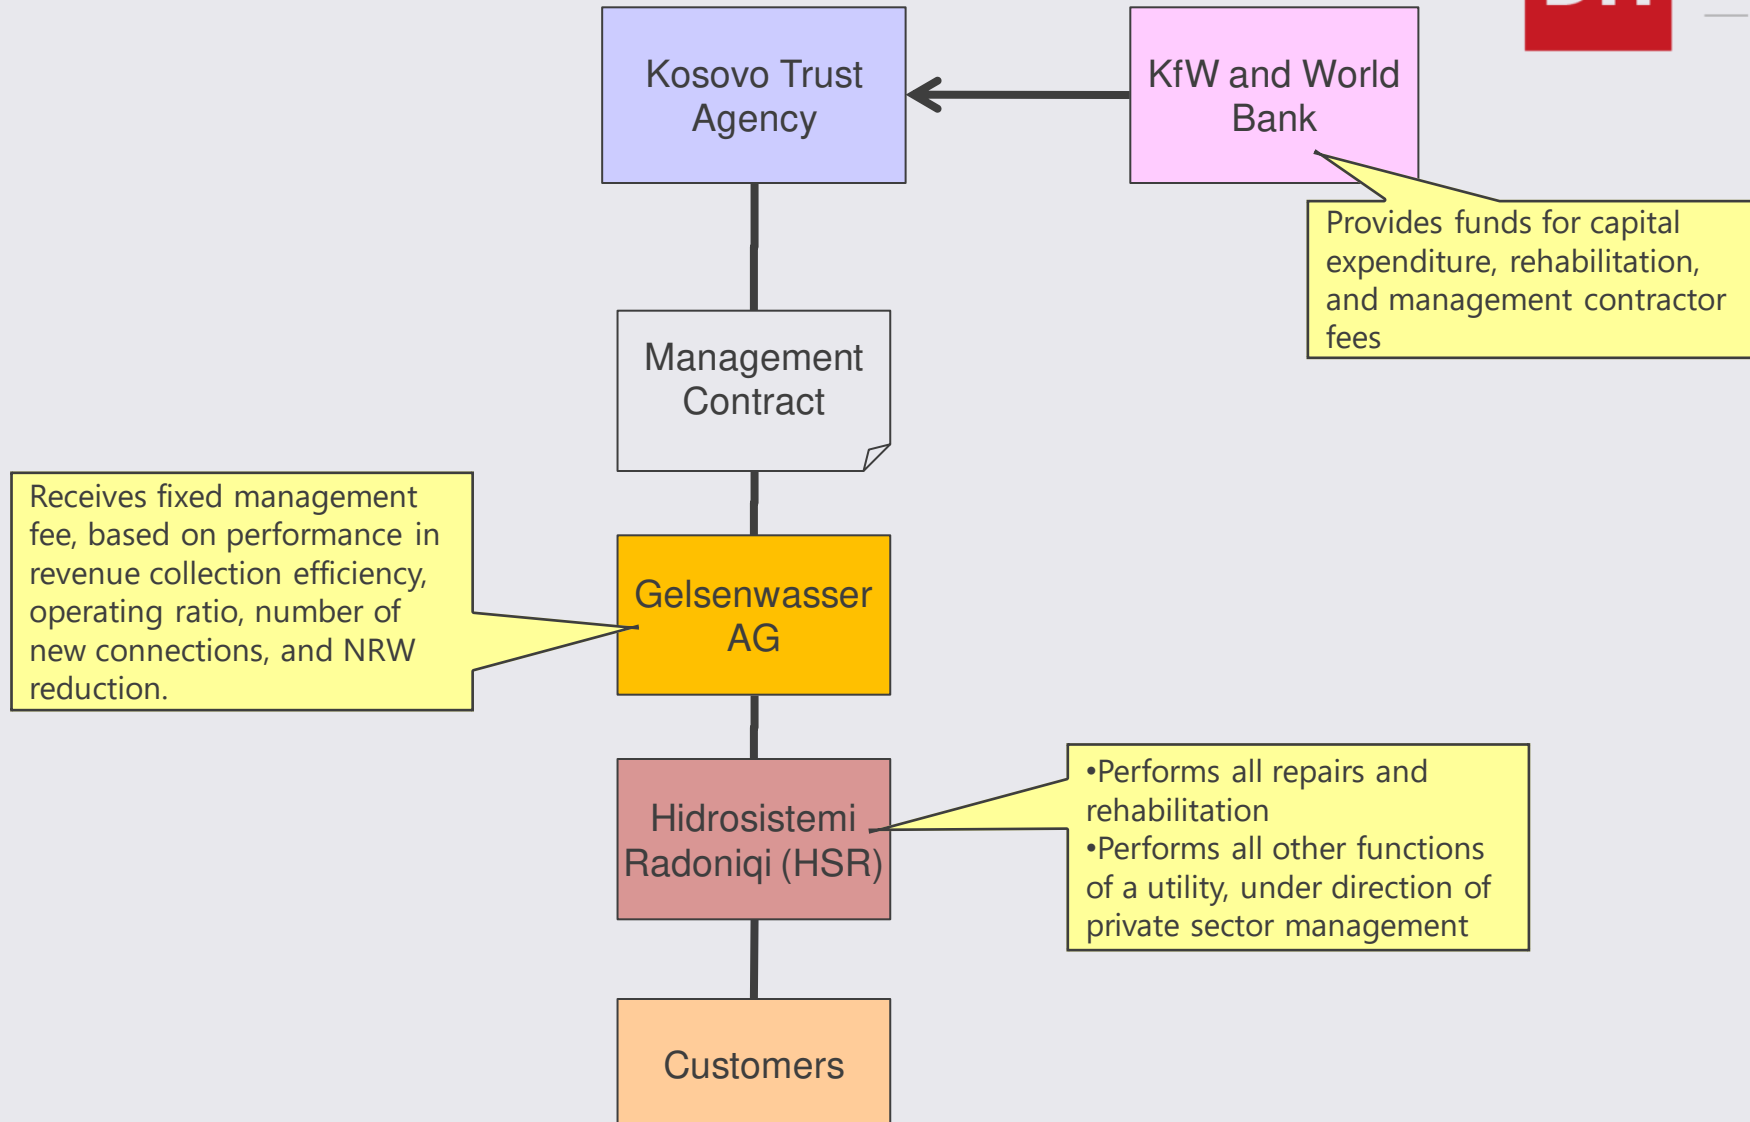 Kosovo Trust
Agency
KfW and World
Bank
Provides funds for capital
expenditure, rehabilitation,
and management contractor
fees
Management
Contract
Receives fixed management
fee, based on performance in
revenue collection efficiency,
operating ratio, number of
new connections, and NRW
reduction.
Gelsenwasser
AG
Hidrosistemi
Radoniqi (HSR)
•Performs all repairs and
rehabilitation
•Performs all other functions
of a utility, under direction of
private sector management
Customers